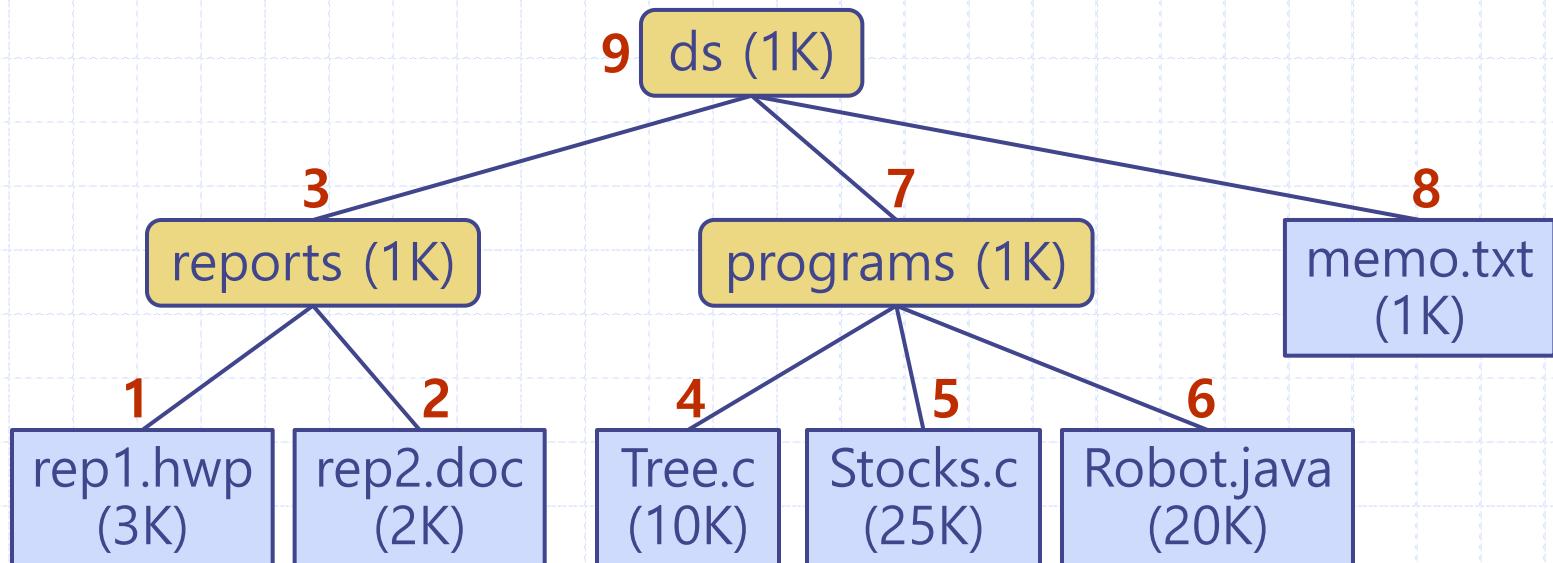 9
ds (1K)
3
7
8
reports (1K)
programs (1K)
memo.txt
(1K)
1
2
4
5
6
rep1.hwp
(3K)
rep2.doc
(2K)
Tree.c
(10K)
Stocks.c
(25K)
Robot.java
(20K)